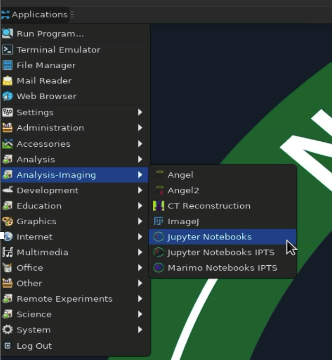 Applications
Run Program...
Terminal Emulator
File Manager
Mail Reader
Web Browser
Settings
Administration
Accessories
Analysis
Analysis-Imaging
Development
Education
Graphics
Internet
Multimedia
Office
Other
Remote Experiments
Science
System
Log Out
Angel
Angel2
CT Reconstruction
ImageJ
Jupyter Notebooks
Jupyter Notebooks IPTS
Marimo Notebooks IPTS
N